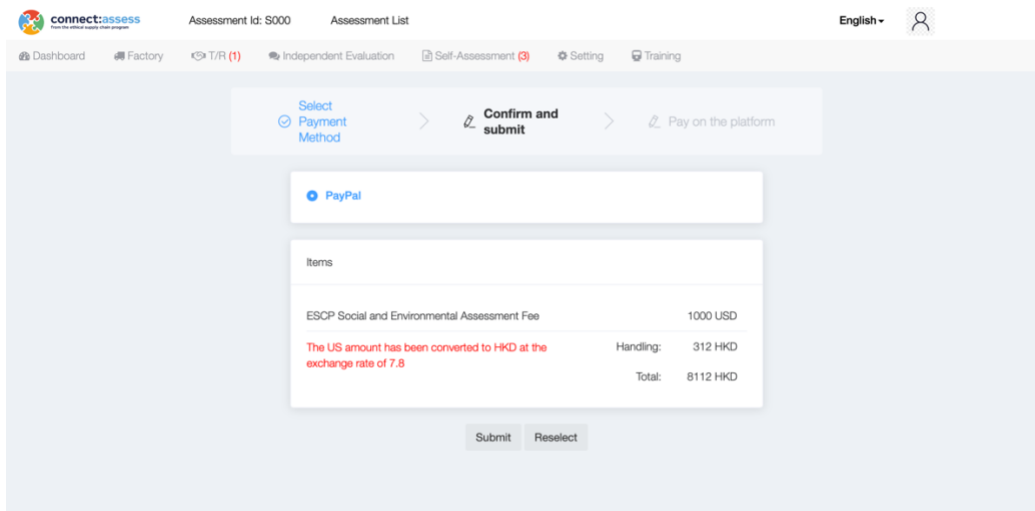 connect:assess
from the ethical supply chain program
Assessment Id: S000
Assessment List
English
Dashboard
Factory
T/R (1)
Independent Evaluation
Self-Assessment (3)
Setting
Training
Select
Payment
Method
Confirm and
submit
Pay on the platform
PayPal
Items
ESCP Social and Environmental Assessment Fee 1000 USD
The US amount has been converted to HKD at the
exchange rate of 7.8
Handling: 312 HKD
Total: 8112 HKD
Submit
Reselect